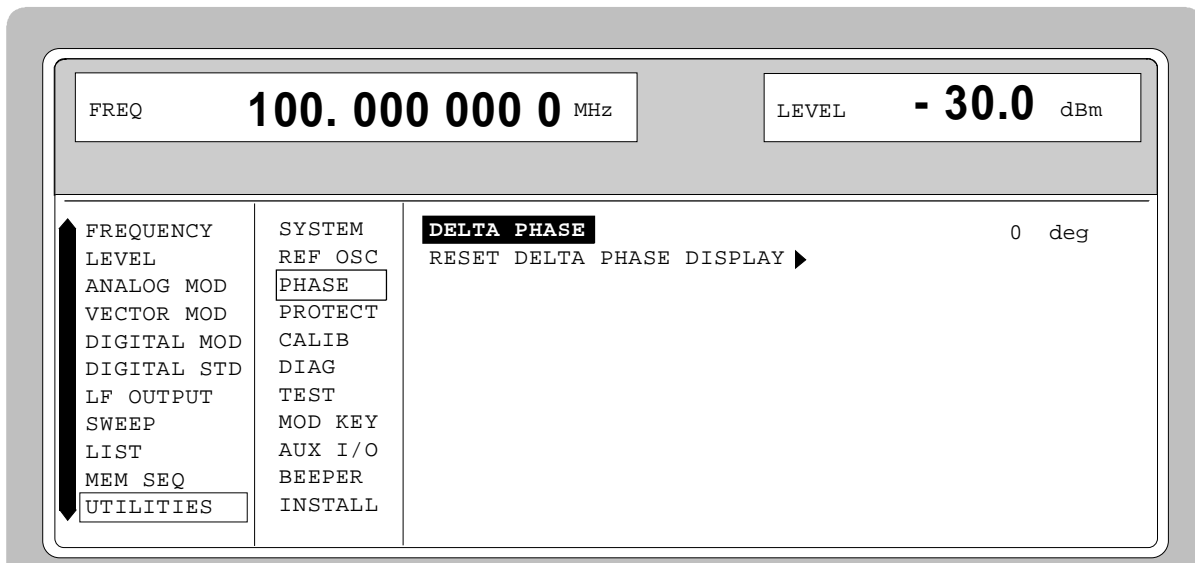 FREQ 100. 000 000 0 MHz
LEVEL - 30.0 dBm
FREQUENCY
LEVEL
ANALOG MOD
VECTOR MOD
DIGITAL MOD
DIGITAL STD
LF OUTPUT
SWEEP
LIST
MEM SEQ
UTILITIES
SYSTEM
REF OSC
PHASE
PROTECT
CALIB
DIAG
TEST
MOD KEY
AUX I/O
BEEPER
INSTALL
DELTA PHASE 0 deg
RESET DELTA PHASE DISPLAY